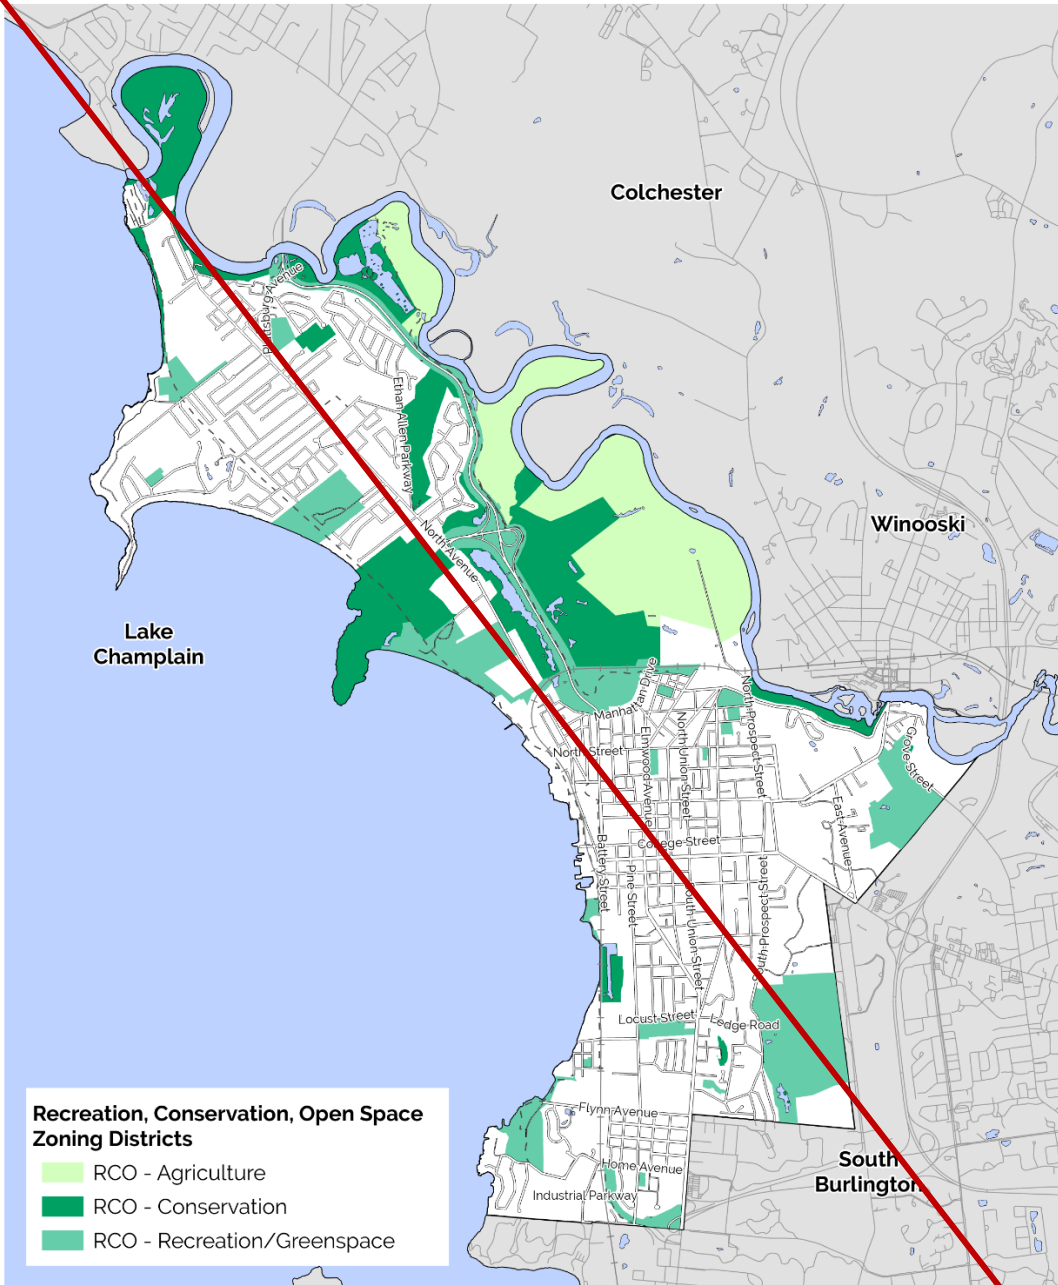 Colchester
Plattsburg Avenue
Ethan Allen Parkway
Winooski
North Avenue
Lake
Champlain
Manhattan Drive
North Prospect Street
North Union Street
Elmwood Avenue
North Street
Grove Street
East Avenue
College Street
Battery Street
Pine Street
South Union Street
South Prospect Street
Locust Street
Ledge Road
Flynn Avenue
Home Avenue
Industrial Parkway
South
Burlington
Recreation, Conservation, Open Space
Zoning Districts
RCO - Agriculture
RCO - Conservation
RCO - Recreation/Greenspace